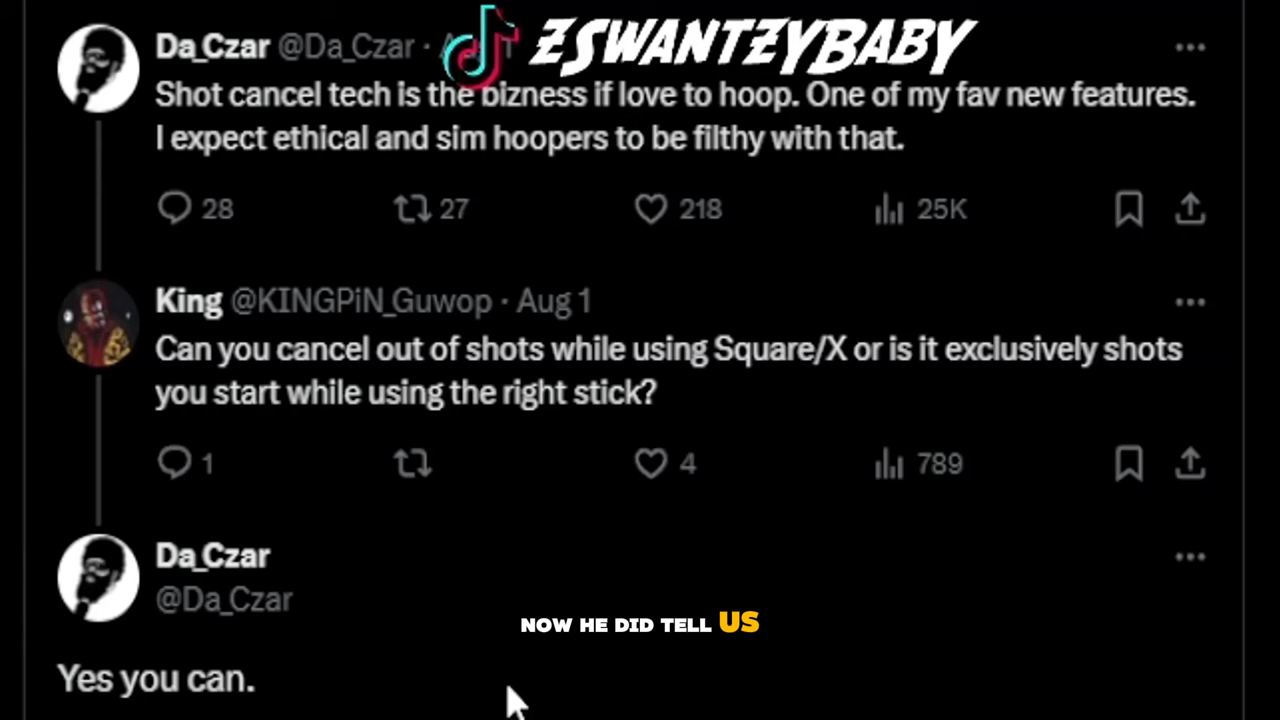 ZSWANTZYBABY
Da_Czar @Da_Czar ·
Shot cancel tech is the bizness if love to hoop. One of my fav new features.
I expect ethical and sim hoopers to be filthy with that.
28 27 218 25K
King @KINGPiN_Guwop · Aug 1
Can you cancel out of shots while using Square/X or is it exclusively shots
you start while using the right stick?
1 4 789
Da_Czar
@Da_Czar
NOW HE DID TELL US
Yes you can.